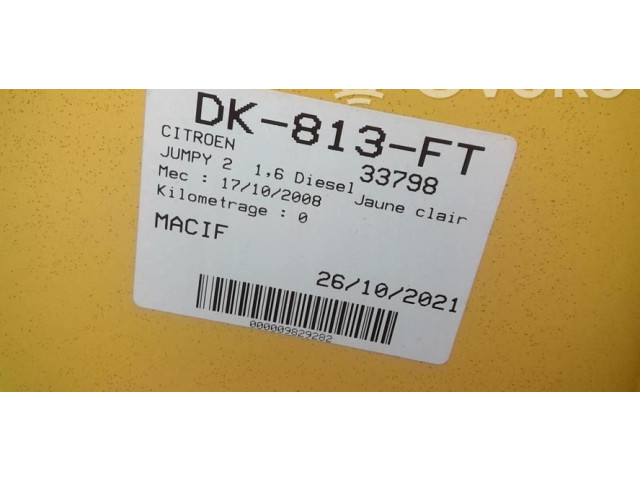 DK-813-FT
CITROEN
JUMPY 2 1,6 Diesel 33798
Mec : 17/10/2008 Jaune clair
Kilometrage : 0
MACIF
26/10/2021
000009829282